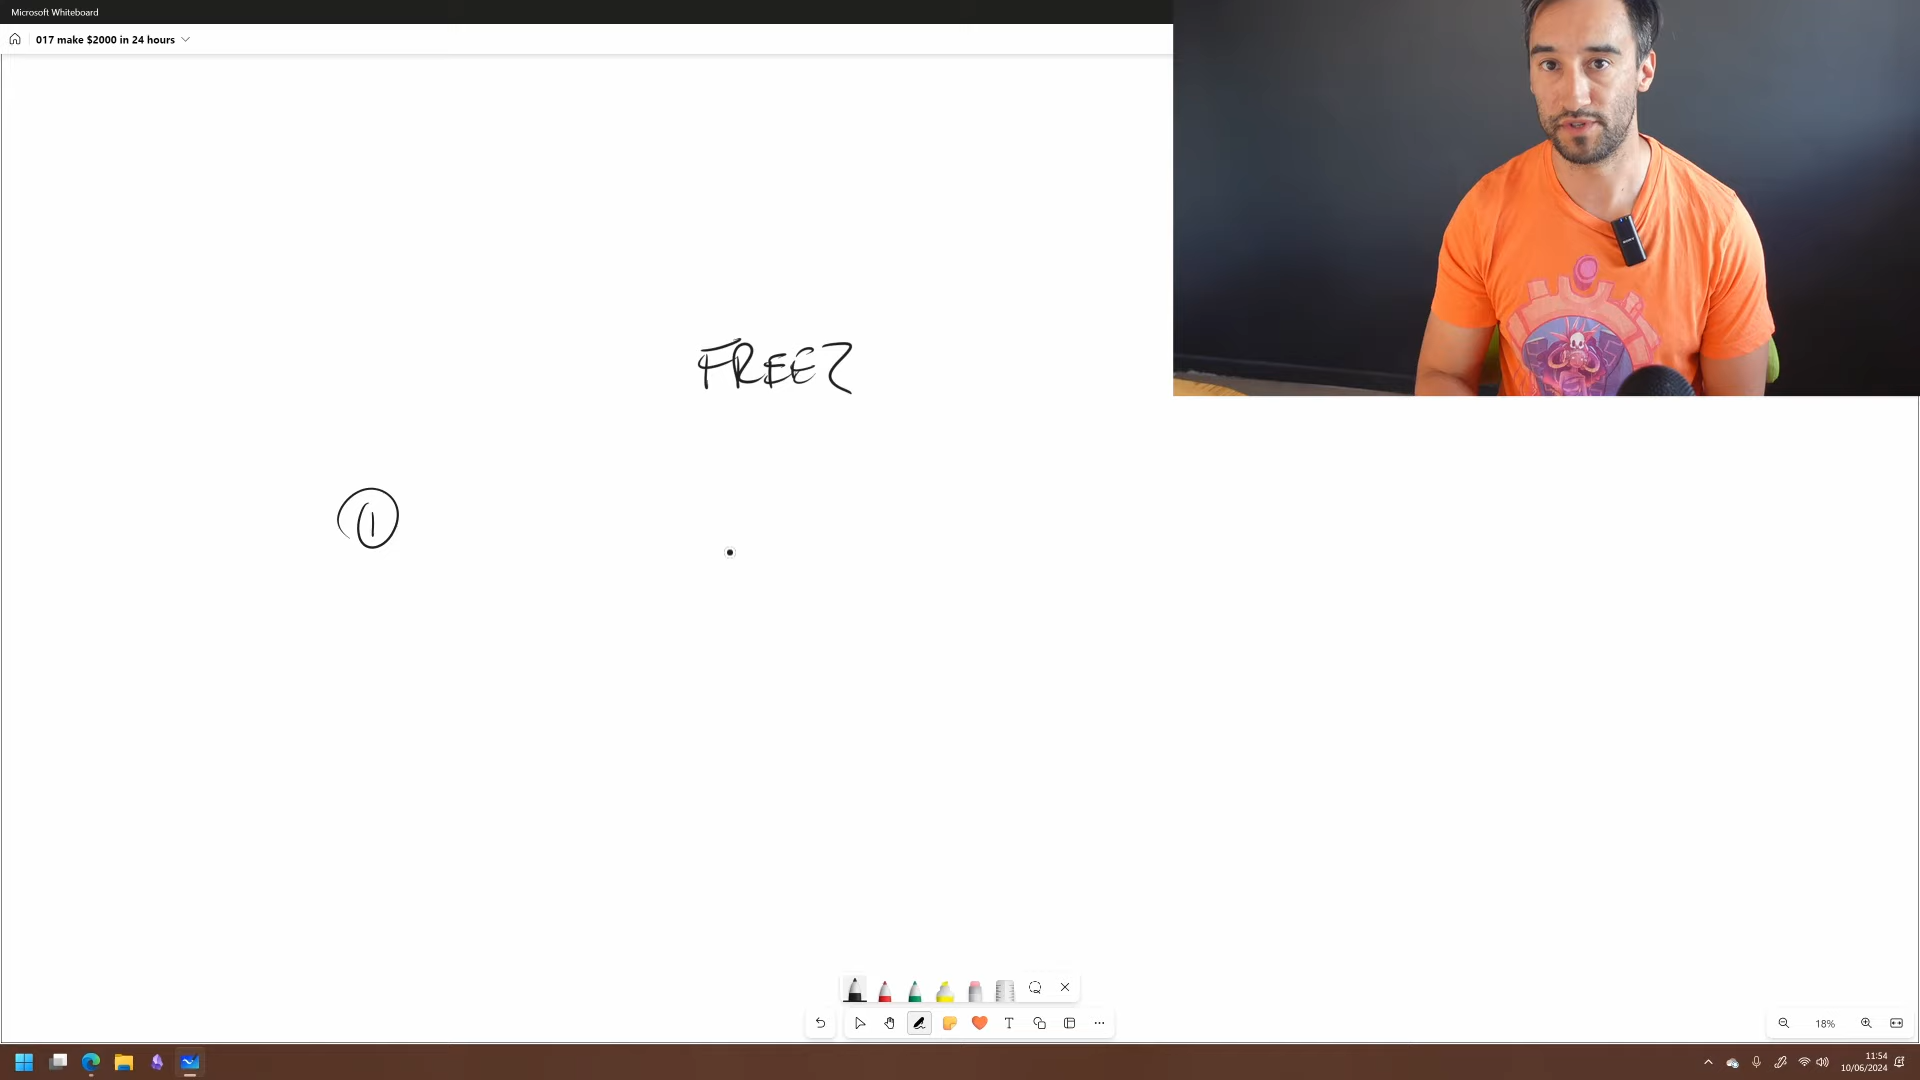 Microsoft Whiteboard
017 make $2000 in 24 hours
FREE?
1
T
18%
11:54
10/06/2024